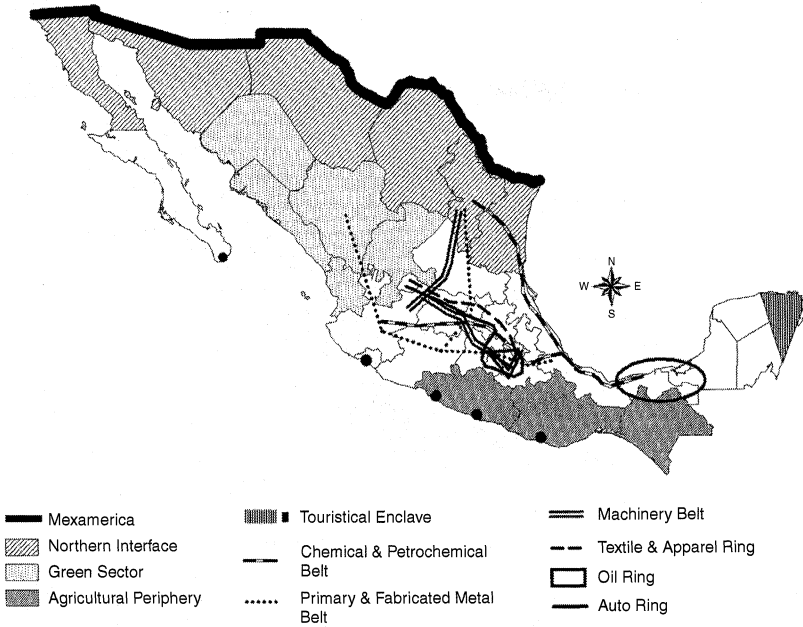 N
W E
S
Mexamerica
Northern Interface
Green Sector
Agricultural Periphery
Touristical Enclave
Chemical & Petrochemical
Belt
Primary & Fabricated Metal
Belt
Machinery Belt
Textile & Apparel Ring
Oil Ring
Auto Ring